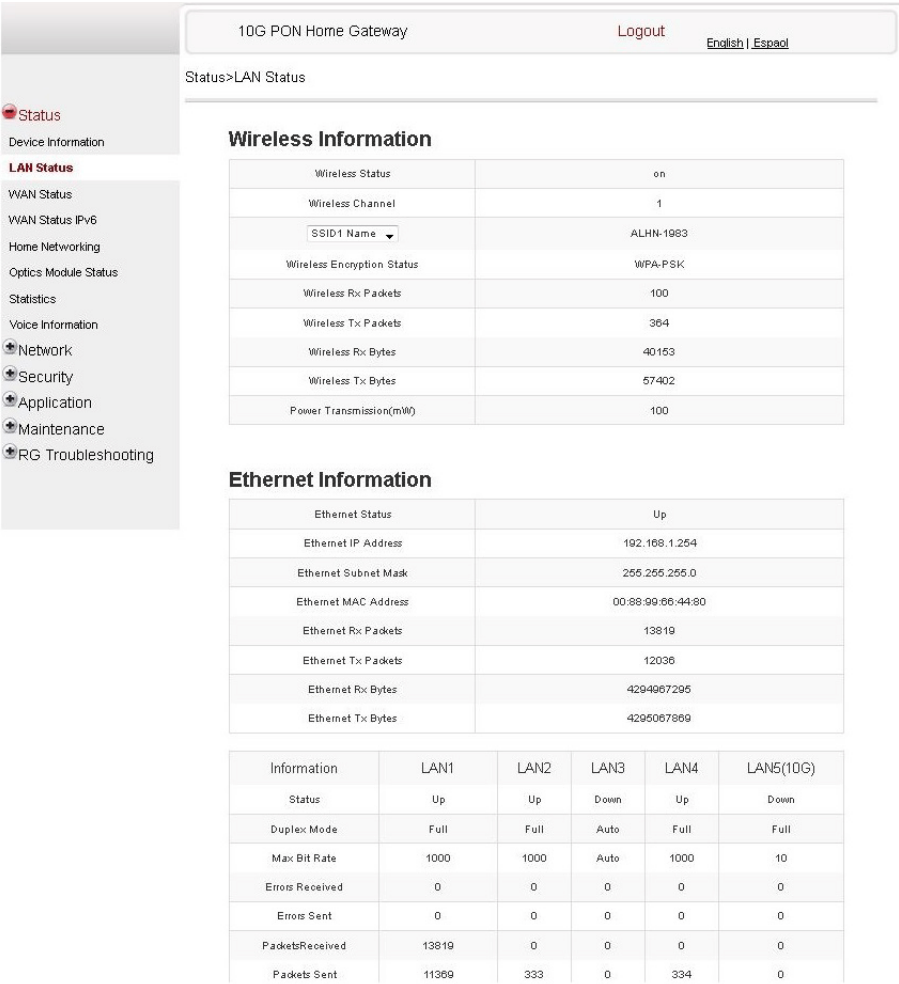 10G PON Home Gateway
Logout
English | Espaol
Status>LAN Status
Status
Device Information
LAN Status
WAN Status
WAN Status IPv6
Home Networking
Optics Module Status
Statistics
Voice Information
Network
Security
Application
Maintenance
RG Troubleshooting
Wireless Information
Wireless Status on
Wireless Channel 1
SSID1 Name ALHN-1983
Wireless Encryption Status WPA-PSK
Wireless Rx Packets 100
Wireless Tx Packets 364
Wireless Rx Bytes 40153
Wireless Tx Bytes 57402
Power Transmission(mW) 100
Ethernet Information
Ethernet Status Up
Ethernet IP Address 192.168.1.254
Ethernet Subnet Mask 255.255.255.0
Ethernet MAC Address 00:88:99:66:44:80
Ethernet Rx Packets 13819
Ethernet Tx Packets 12036
Ethernet Rx Bytes 4294967295
Ethernet Tx Bytes 4295067869
Information LAN1 LAN2 LAN3 LAN4 LAN5(10G)
Status Up Up Down Up Down
Duplex Mode Full Full Auto Full Full
Max Bit Rate 1000 1000 Auto 1000 10
Errors Received 0 0 0 0 0
Errors Sent 0 0 0 0 0
PacketsReceived 13819 0 0 0 0
Packets Sent 11369 333 0 334 0